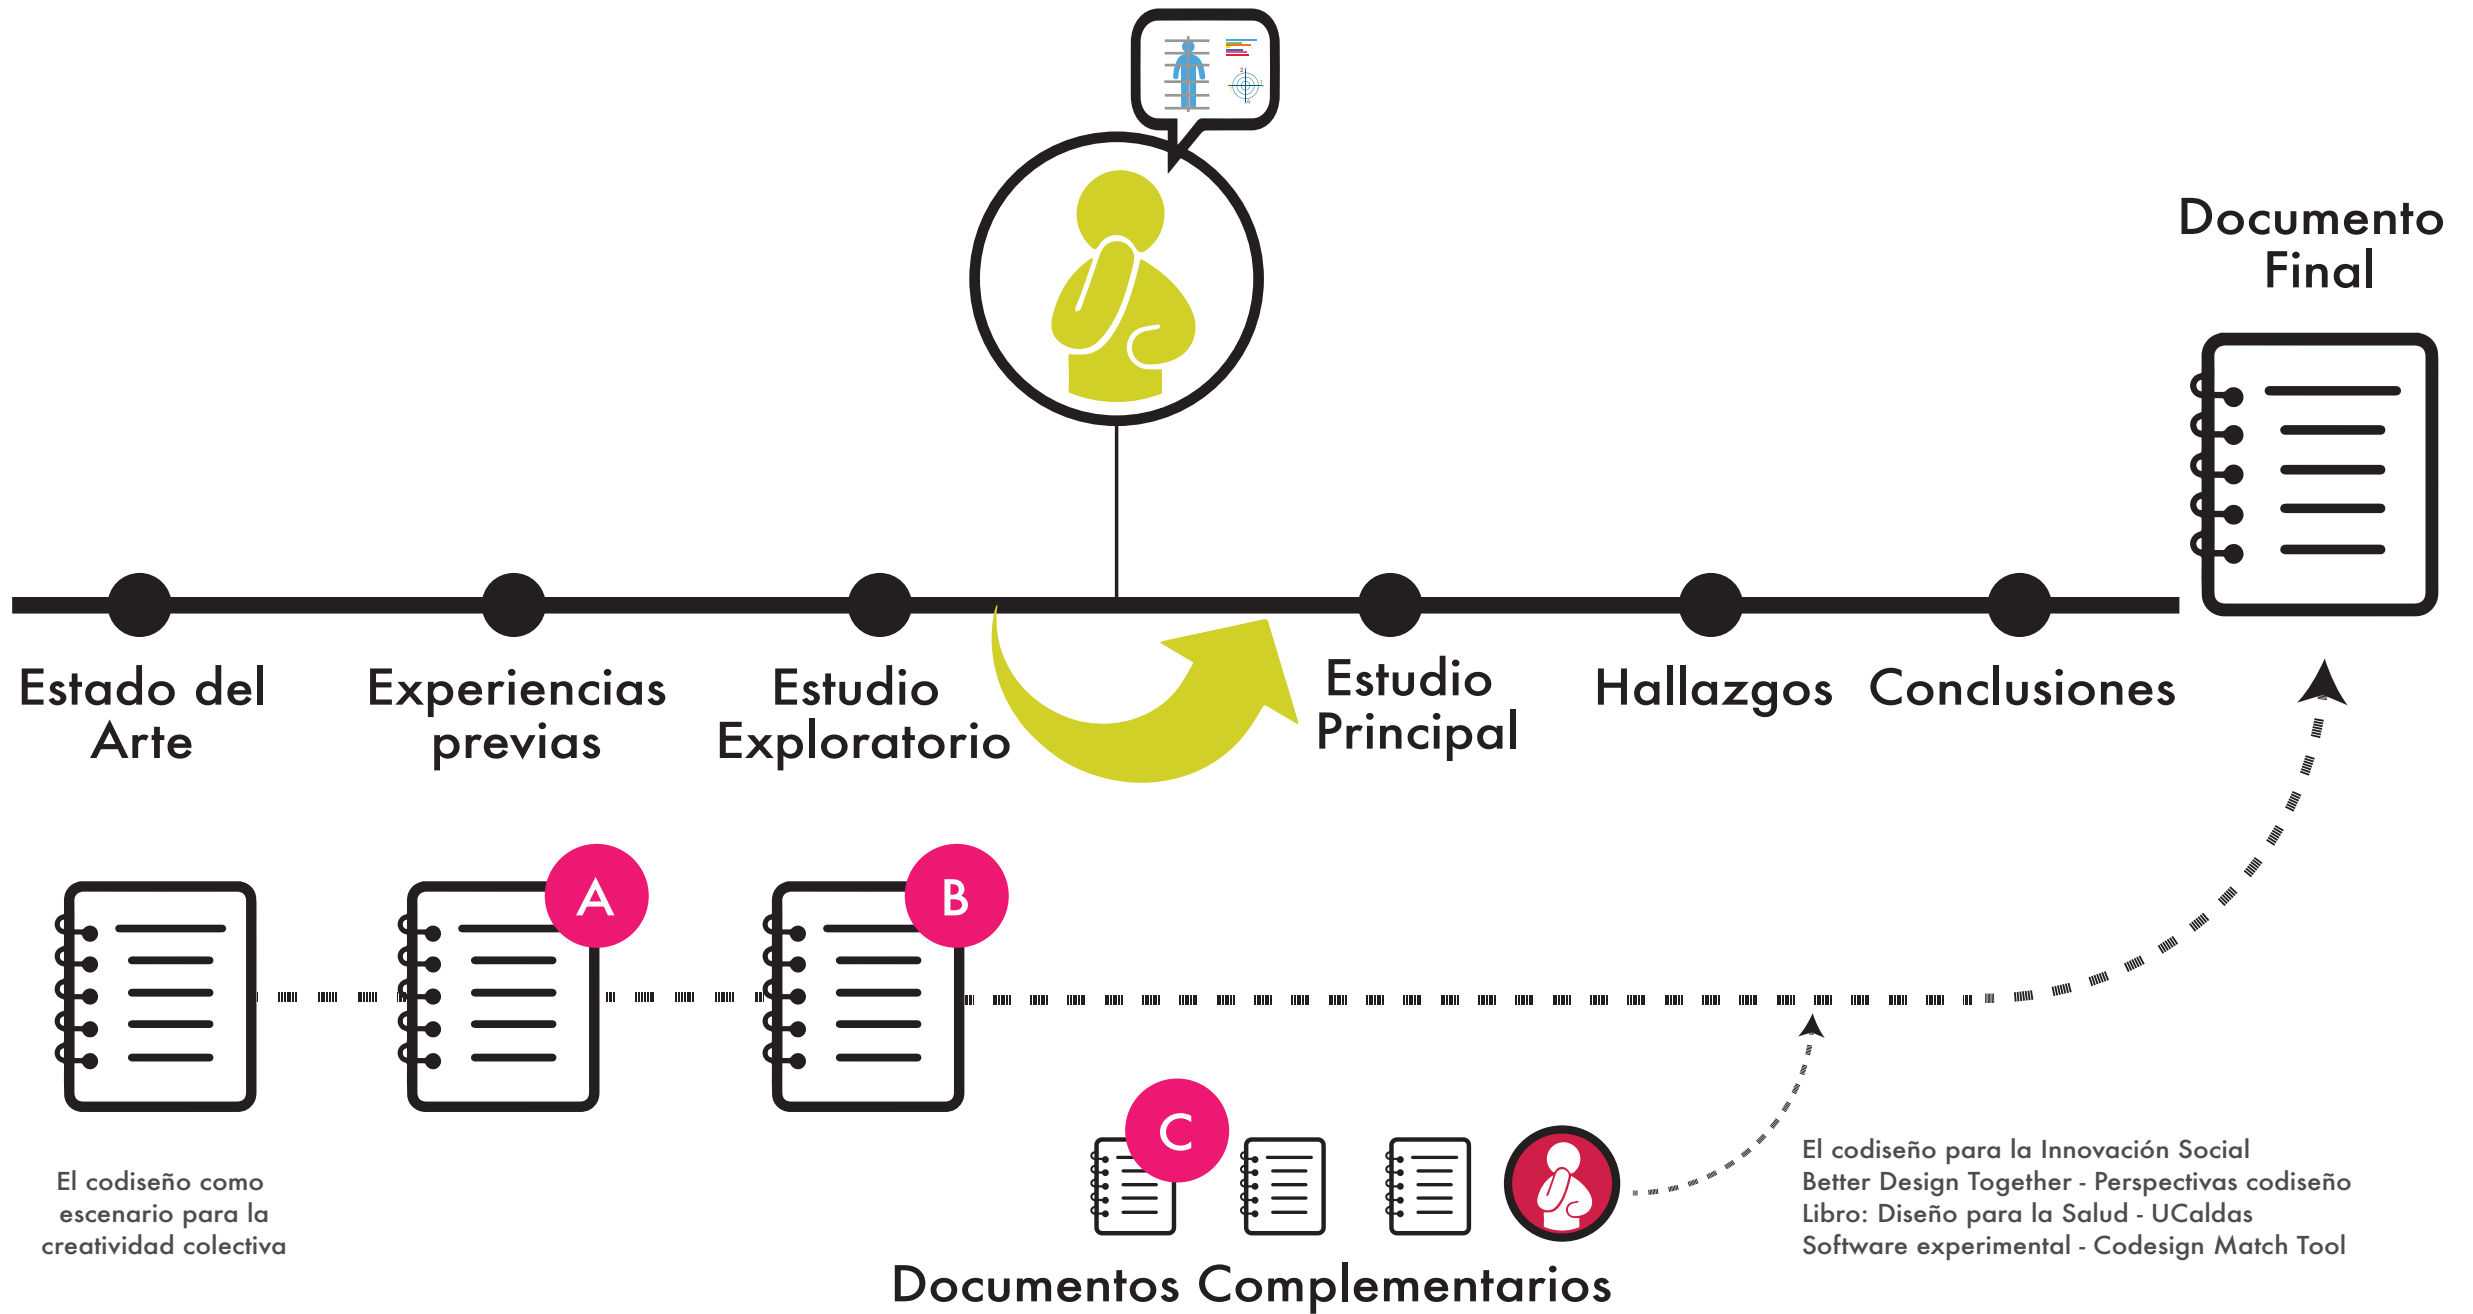 Documento
Final
Estado del
Arte
Experiencias
previas
Estudio
Exploratorio
Estudio
Principal
Hallazgos
Conclusiones
A
B
C
El codiseño como
escenario para la
creatividad colectiva
El codiseño para la Innovación Social
Better Design Together - Perspectivas codiseño
Libro: Diseño para la Salud - UCaldas
Software experimental - Codesign Match Tool
Documentos Complementarios